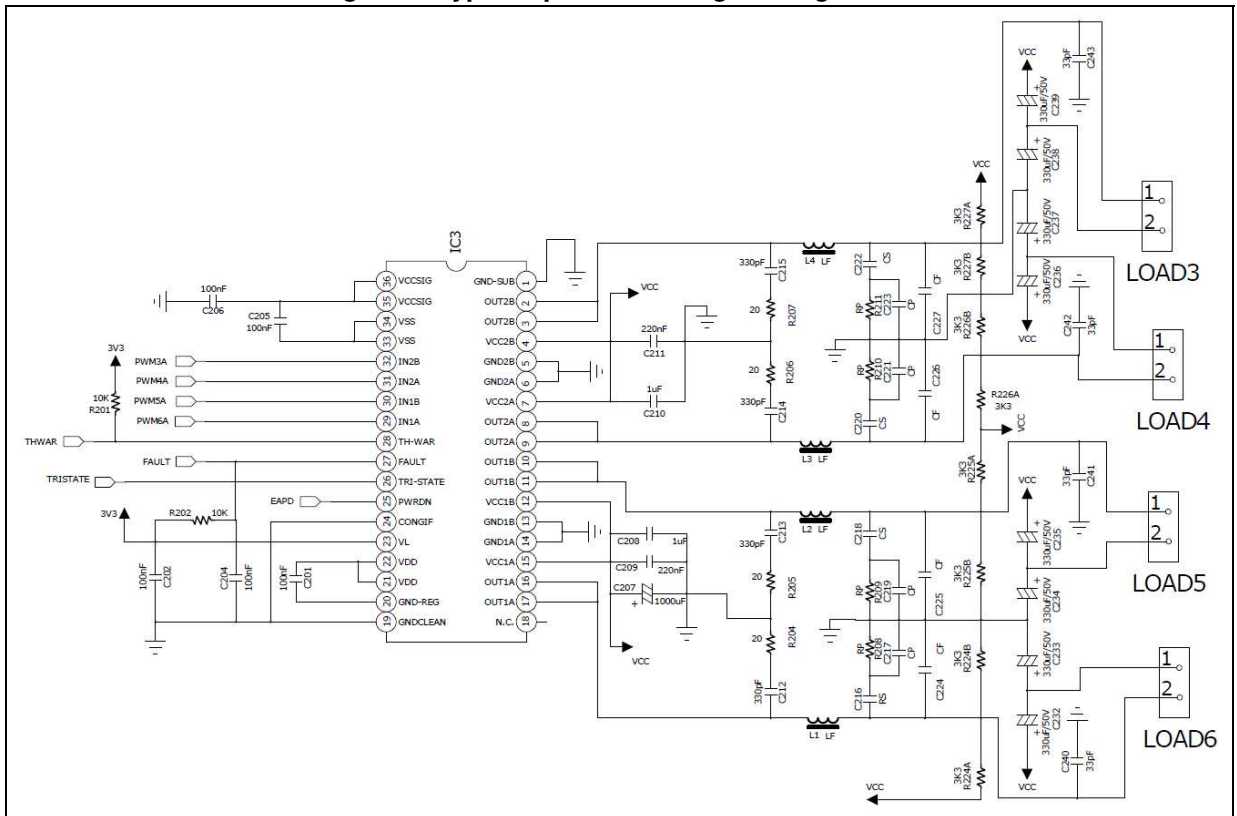 IC3
36 VCCSIG
35 VCCSIG
34 VSS
33 VSS
32 IN2B
31 IN2A
30 IN1B
29 IN1A
28 TH-WAR
27 FAULT
26 TRI-STATE
25 PWRDN
24 CONGIF
23 VL
22 VDD
21 VDD
20 GND-REG
19 GNDCLEAN
GND-SUB 1
OUT2B 2
OUT2B 3
VCC2B 4
GND2B 5
GND2A 6
VCC2A 7
OUT2A 8
OUT2A 9
OUT1B 10
OUT1B 11
VCC1B 12
GND1B 13
GND1A 14
VCC1A 15
OUT1A 16
OUT1A 17
N.C. 18
100nF
C206
C205
100nF
3V3
10K
R201
PWM3A
PWM4A
PWM5A
PWM6A
THWAR
FAULT
TRISTATE
EAPD
R202 10K
3V3
100nF C202
C204 100nF
100nF C201
VCC
220nF
C211
1uF
C210
C208 1uF
C209 220nF
C207
+ 1000uF
VCC
330pF C215
20 R207
20 R206
330pF C214
C213
330pF
20 R205
20 R204
330pF C212
L4 LF
L3 LF
L2 LF
L1 LF
C222 CS
RP R211
C223 CP
CF C227
RP R210
C221 CP
C226 CF
C220 CS
C218 CS
RP R209
C219 CP
CF C225
RP R208
C217 CP
CF C224
C216 RS
VCC
3K3 R227A
3K3 R227B
3K3 R226B
R226A
3K3
VCC
3K3 R225A
3K3 R225B
3K3 R224B
3K3 R224A
VCC
VCC
+ 330uF/50V C239
+ 330uF/50V C238
330uF/50V C237 +
+ 330uF/50V C236
VCC
33pF C243
C242 33pF
VCC
+ 330uF/50V C235
+ 330uF/50V C234
330uF/50V C233 +
+ 330uF/50V C232
VCC
33pF C241
C240 33pF
1
2
LOAD3
1
2
LOAD4
1
2
LOAD5
1
2
LOAD6